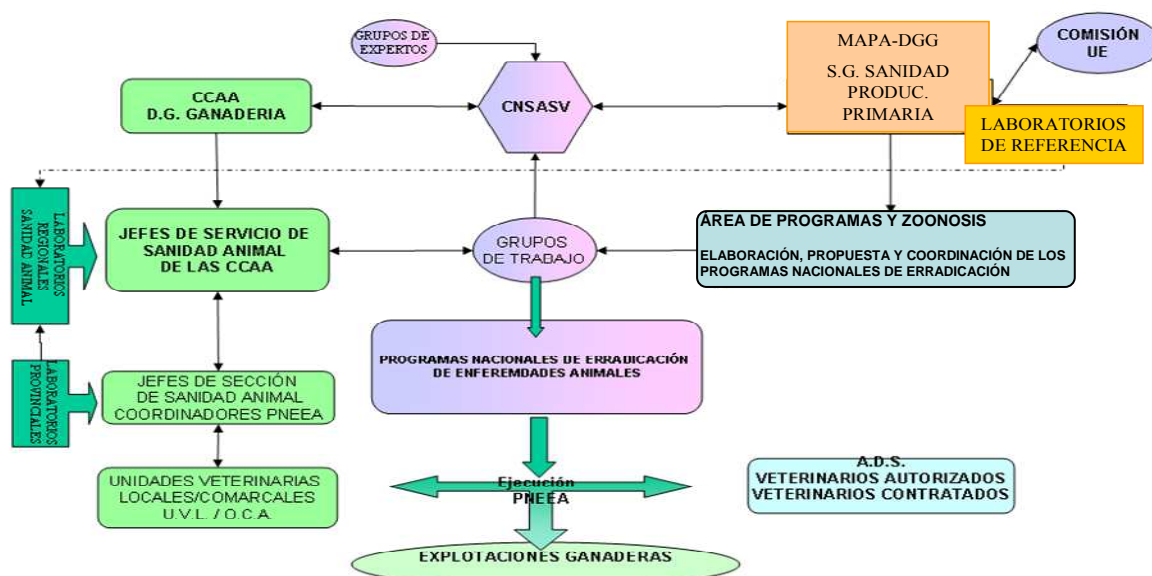 GRUPOS DE
EXPERTOS
MAPA-DGG
S.G. SANIDAD
PRODUC.
PRIMARIA
COMISIÓN
UE
CCAA
D.G. GANADERIA
CNSASV
LABORATORIOS
DE REFERENCIA
LABORATORIOS
REGIONALES
SANIDAD ANIMAL
JEFES DE SERVICIO DE
SANIDAD ANIMAL
DE LAS CCAA
GRUPOS
DE TRABAJO
ÁREA DE PROGRAMAS Y ZOONOSIS
ELABORACIÓN, PROPUESTA Y COORDINACIÓN DE LOS
PROGRAMAS NACIONALES DE ERRADICACIÓN
PROGRAMAS NACIONALES DE ERRADICACIÓN
DE ENFEREMDADES ANIMALES
LABORATORIOS
PROVINCIALES
JEFES DE SECCIÓN
DE SANIDAD ANIMAL
COORDINADORES PNEEA
UNIDADES VETERINARIAS
LOCALES/COMARCALES
U.V.L. / O.C.A.
Ejecución
PNEEA
A.D.S.
VETERINARIOS AUTORIZADOS
VETERINARIOS CONTRATADOS
EXPLOTACIONES GANADERAS